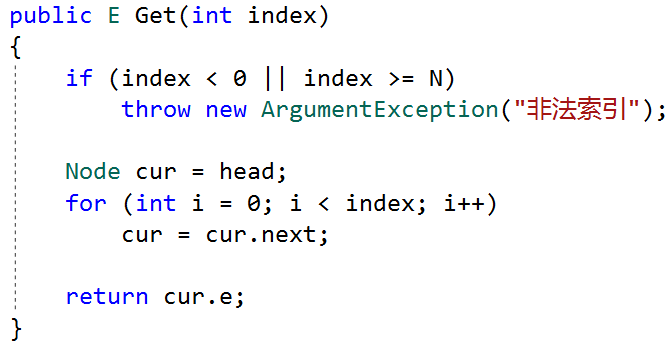 public E Get(int index)
{
    if (index < 0 || index >= N)
        throw new ArgumentException("非法索引");
    Node cur = head;
    for (int i = 0; i < index; i++)
        cur = cur.next;
    return cur.e;
}